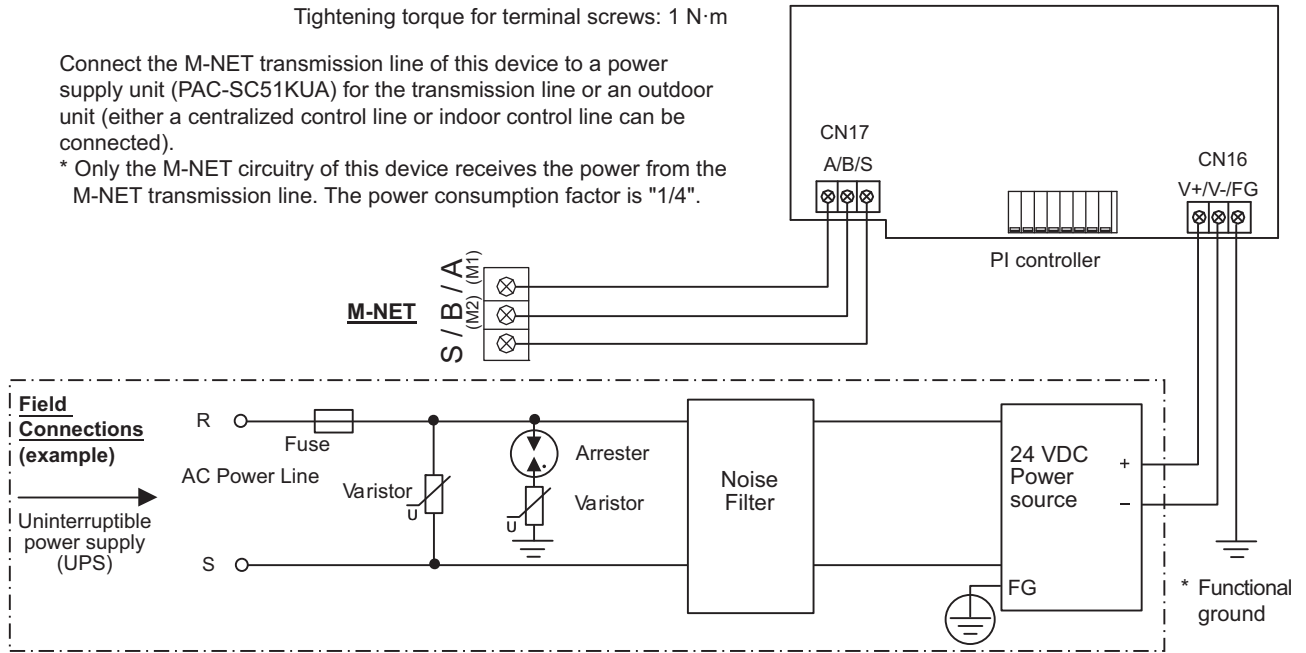 Tightening torque for terminal screws: 1 N·m
Connect the M-NET transmission line of this device to a power
supply unit (PAC-SC51KUA) for the transmission line or an outdoor
unit (either a centralized control line or indoor control line can be
connected).
* Only the M-NET circuitry of this device receives the power from the
M-NET transmission line. The power consumption factor is "1/4".
CN17
A/B/S
CN16
V+/V-/FG
PI controller
M-NET
S / B / A
(M2)
(M1)
Field
Connections
(example)
Uninterruptible
power supply
(UPS)
R
Fuse
AC Power Line
S
Varistor
U
Arrester
Varistor
U
Noise
Filter
24 VDC
Power
source
+
−
FG
* Functional
ground